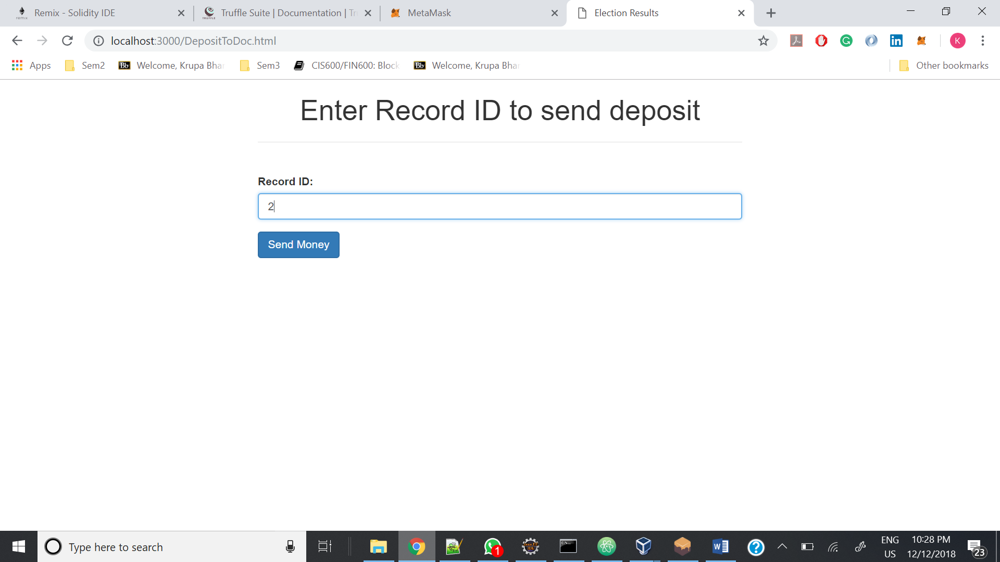 Remix - Solidity IDE
Truffle Suite | Documentation | Tr
MetaMask
Election Results
localhost:3000/DepositToDoc.html
K
Apps
Sem2
Bb
Welcome, Krupa Bhar
Sem3
CIS600/FIN600: Block
Bb
Welcome, Krupa Bhar
Other bookmarks
Enter Record ID to send deposit
Record ID:
2
Send Money
Type here to search
1
ENG
US
10:28 PM
12/12/2018
23